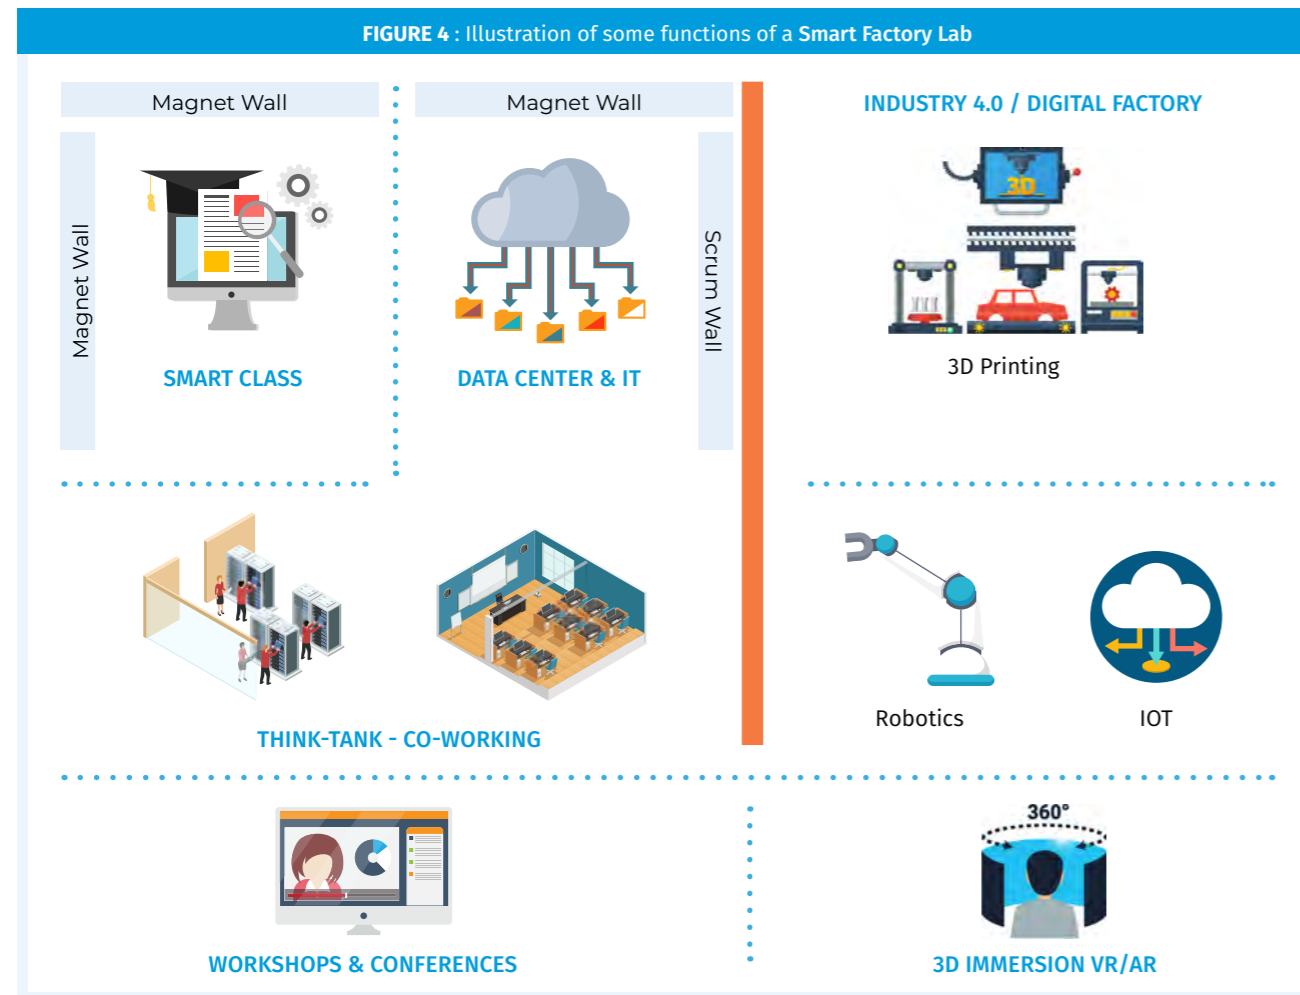 FIGURE 4 : Illustration of some functions of a Smart Factory Lab
Magnet Wall
Magnet Wall
Magnet Wall
Scrum Wall
SMART CLASS
DATA CENTER & IT
INDUSTRY 4.0 / DIGITAL FACTORY
3D
3D Printing
THINK-TANK - CO-WORKING
Robotics
IOT
WORKSHOPS & CONFERENCES
360°
3D IMMERSION VR/AR